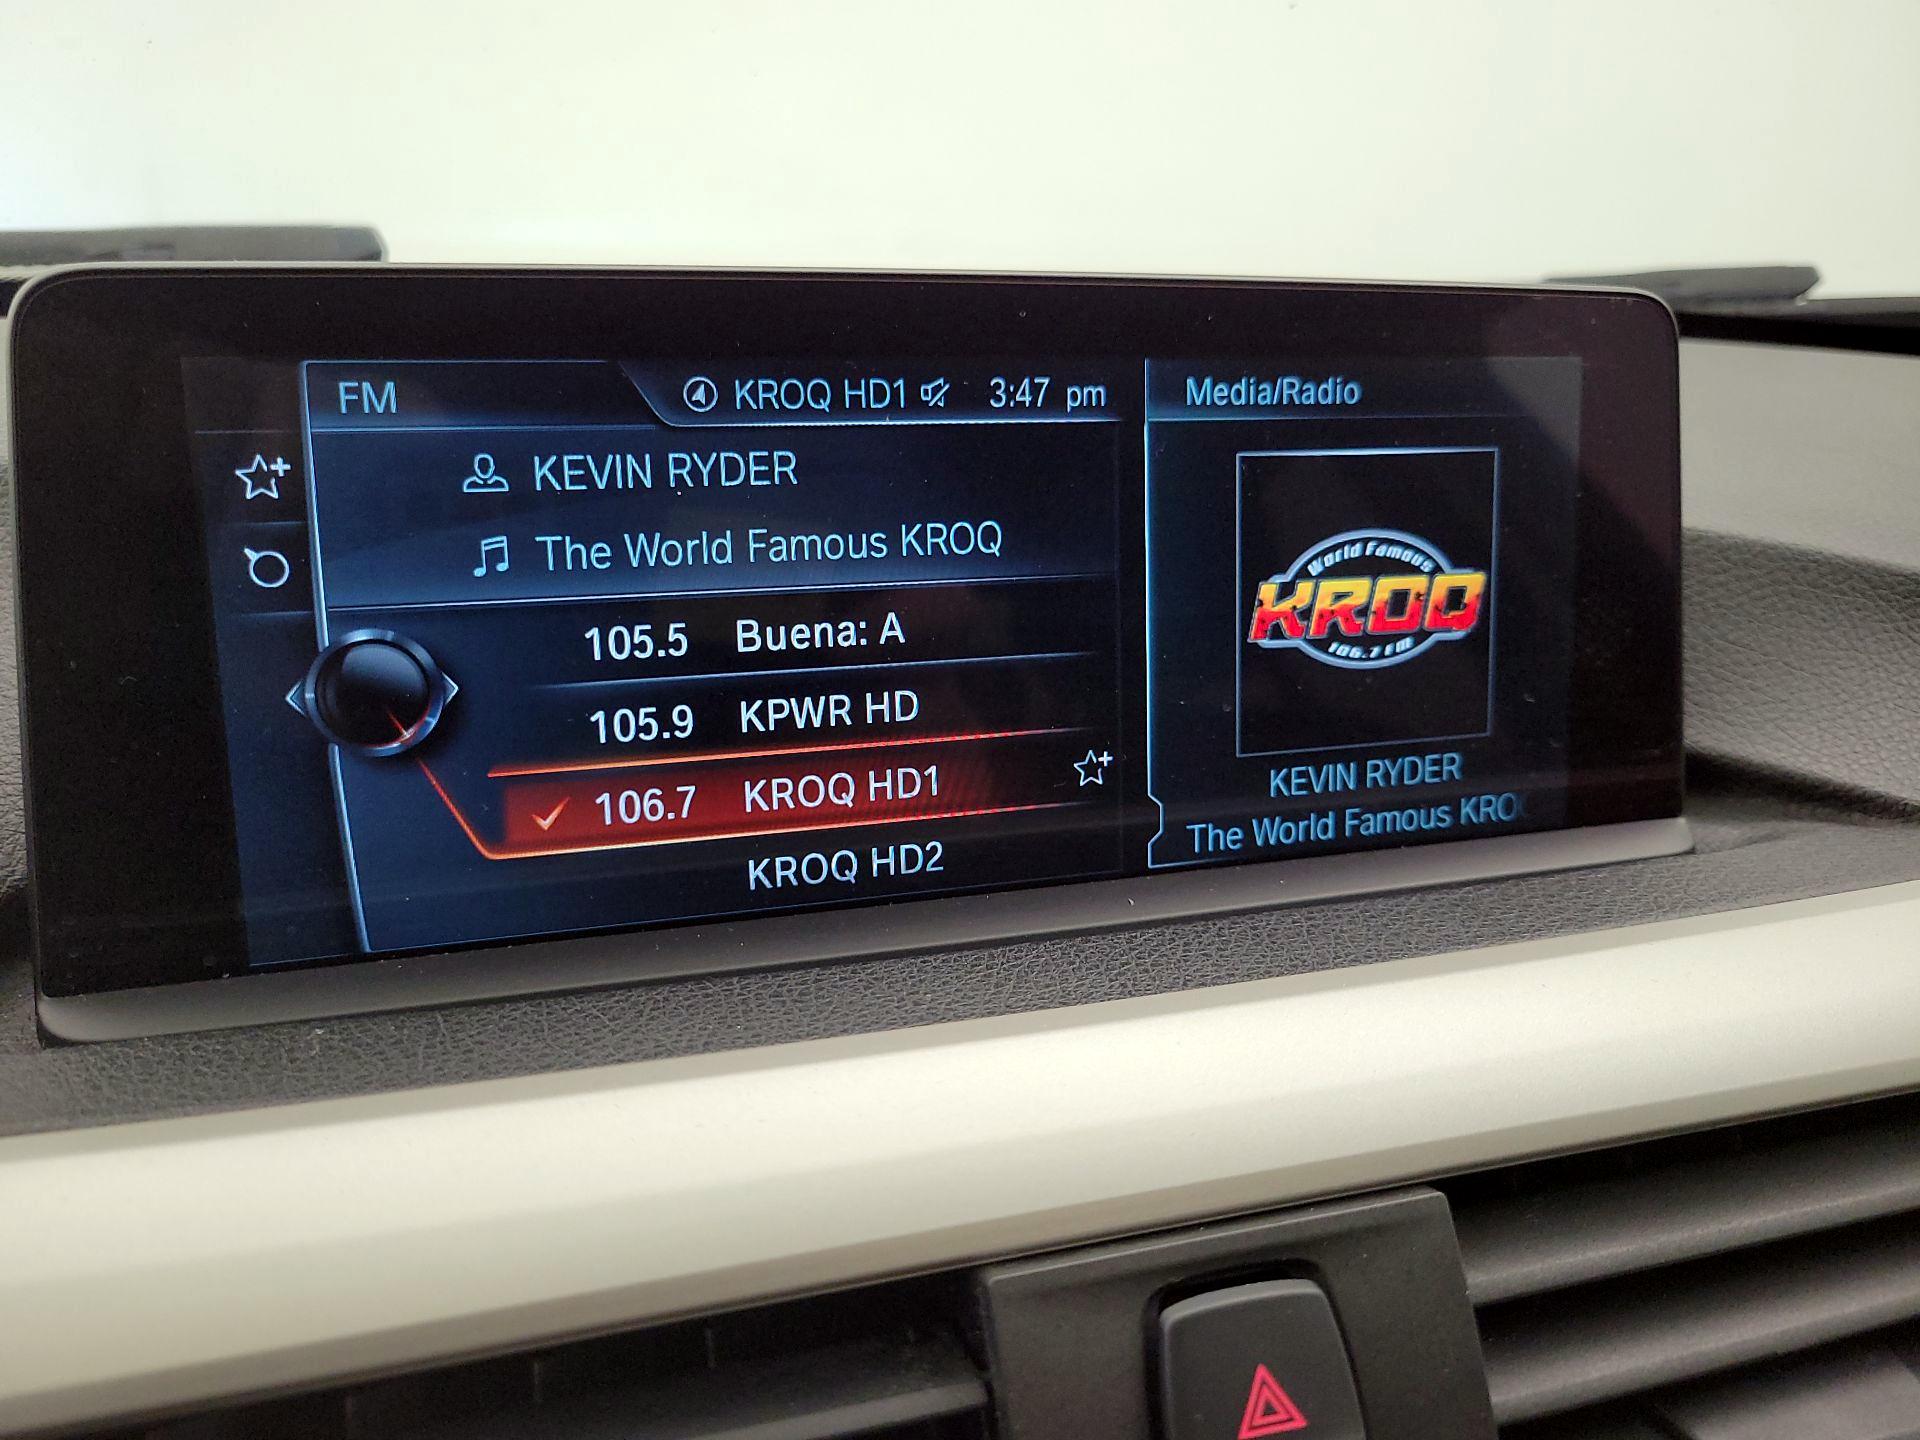 FM
KROQ HD1
3:47 pm
KEVIN RYDER
The World Famous KROQ
105.5 Buena: A
105.9 KPWR HD
106.7 KROQ HD1
KROQ HD2
Media/Radio
World Famous
KROQ
106.7 FM
KEVIN RYDER
The World Famous KRO